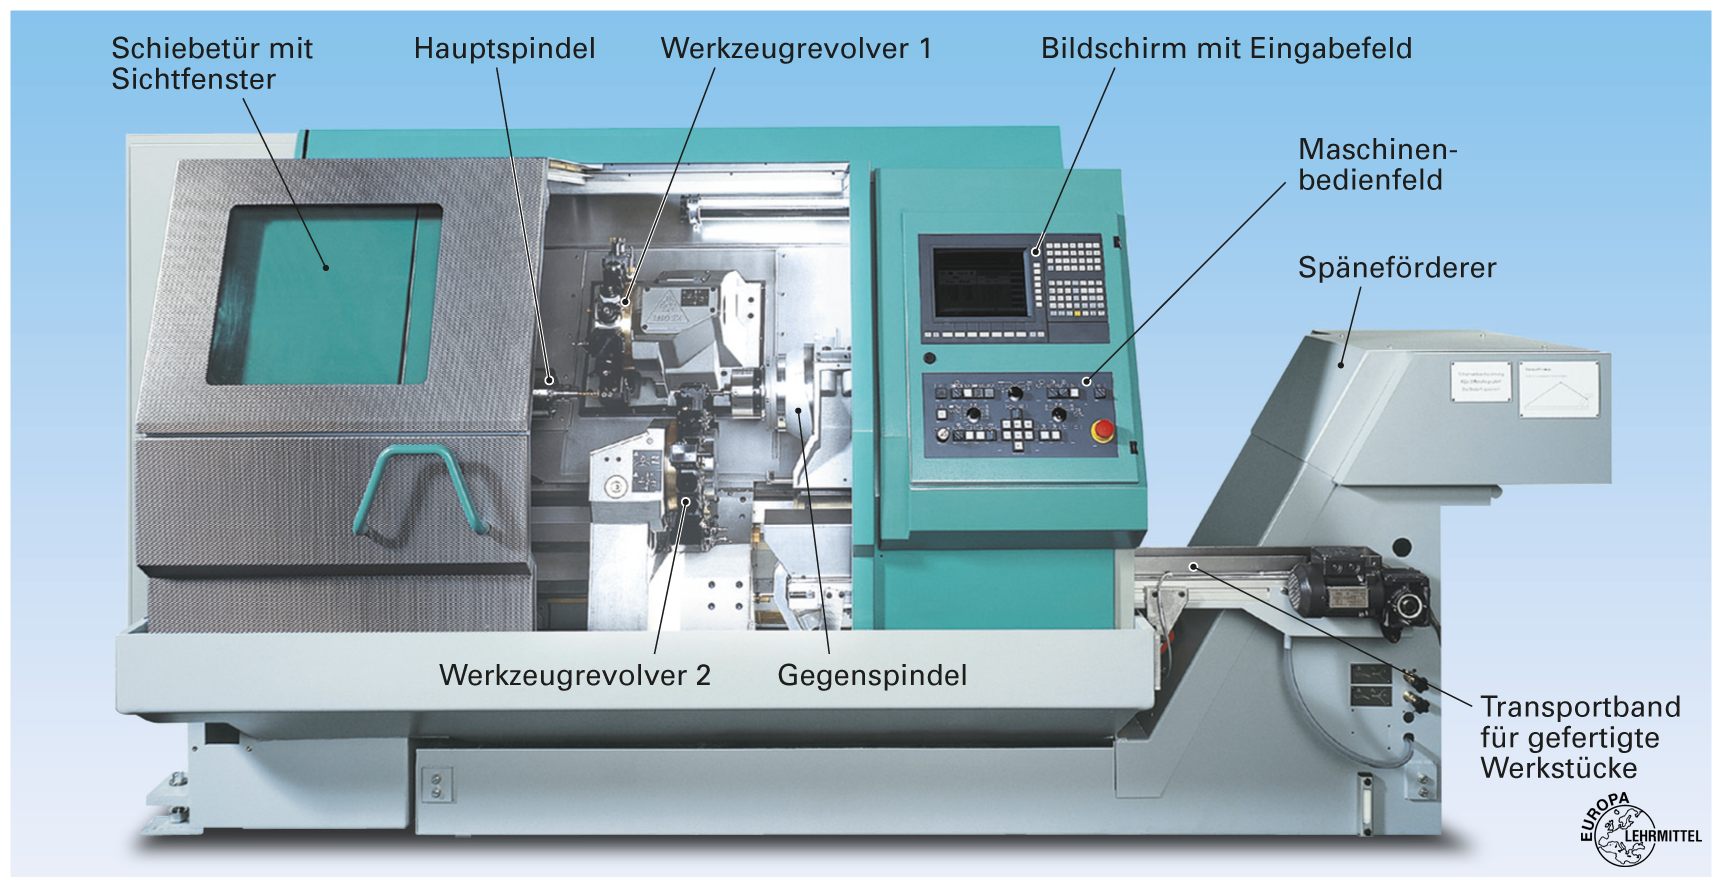 Schiebetür mit
Sichtfenster
Hauptspindel
Werkzeugrevolver 1
Bildschirm mit Eingabefeld
Maschinen-
bedienfeld
Späneförderer
Werkzeugrevolver 2
Gegenspindel
Transportband
für gefertigte
Werkstücke
EUROPA
LEHRMITTEL